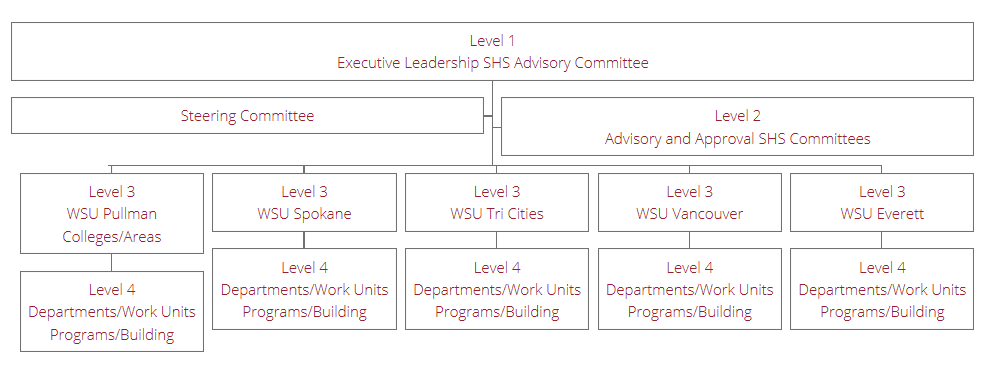 Level 1
Executive Leadership SHS Advisory Committee
Steering Committee
Level 2
Advisory and Approval SHS Committees
Level 3
WSU Pullman
Colleges/Areas
Level 3
WSU Spokane
Level 3
WSU Tri Cities
Level 3
WSU Vancouver
Level 3
WSU Everett
Level 4
Departments/Work Units
Programs/Building
Level 4
Departments/Work Units
Programs/Building
Level 4
Departments/Work Units
Programs/Building
Level 4
Departments/Work Units
Programs/Building
Level 4
Departments/Work Units
Programs/Building